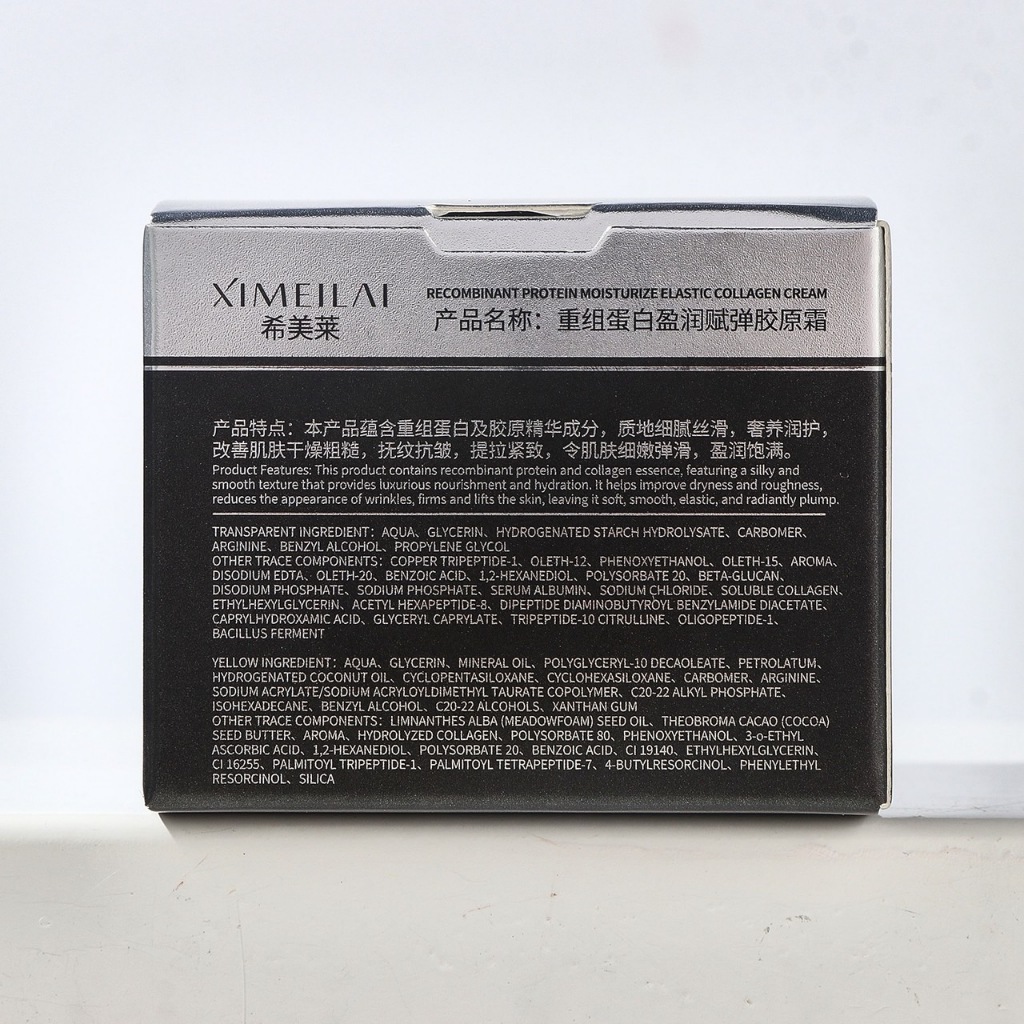 XIMEILAI
希美莱
RECOMBINANT PROTEIN MOISTURIZE ELASTIC COLLAGEN CREAM
产品名称：重组蛋白盈润赋弹胶原霜
产品特点：本产品蕴含重组蛋白及胶原精华成分，质地细腻丝滑，奢养润护，
改善肌肤干燥粗糙，抚纹抗皱，提拉紧致，令肌肤细嫩弹滑，盈润饱满。
Product Features: This product contains recombinant protein and collagen essence, featuring a silky and
smooth texture that provides luxurious nourishment and hydration. It helps improve dryness and roughness,
reduces the appearance of wrinkles, firms and lifts the skin, leaving it soft, smooth, elastic, and radiantly plump.
TRANSPARENT INGREDIENT：AQUA、GLYCERIN、HYDROGENATED STARCH HYDROLYSATE、CARBOMER、
ARGININE、BENZYL ALCOHOL、PROPYLENE GLYCOL
OTHER TRACE COMPONENTS：COPPER TRIPEPTIDE-1、OLETH-12、PHENOXYETHANOL、OLETH-15、AROMA、
DISODIUM EDTA、OLETH-20、BENZOIC ACID、1,2-HEXANEDIOL、POLYSORBATE 20、BETA-GLUCAN、
DISODIUM PHOSPHATE、SODIUM PHOSPHATE、SERUM ALBUMIN、SODIUM CHLORIDE、SOLUBLE COLLAGEN、
ETHYLHEXYLGLYCERIN、ACETYL HEXAPEPTIDE-8、DIPEPTIDE DIAMINOBUTYROYL BENZYLAMIDE DIACETATE、
CAPRYLHYDROXAMIC ACID、GLYCERYL CAPRYLATE、TRIPEPTIDE-10 CITRULLINE、OLIGOPEPTIDE-1、
BACILLUS FERMENT
YELLOW INGREDIENT：AQUA、GLYCERIN、MINERAL OIL、POLYGLYCERYL-10 DECAOLEATE、PETROLATUM、
HYDROGENATED COCONUT OIL、CYCLOPENTASILOXANE、CYCLOHEXASILOXANE、CARBOMER、ARGININE、
SODIUM ACRYLATE/SODIUM ACRYLOYLDIMETHYL TAURATE COPOLYMER、C20-22 ALKYL PHOSPHATE、
ISOHEXADECANE、BENZYL ALCOHOL、C20-22 ALCOHOLS、XANTHAN GUM
OTHER TRACE COMPONENTS：LIMNANTHES ALBA (MEADOWFOAM) SEED OIL、THEOBROMA CACAO (COCOA)
SEED BUTTER、AROMA、HYDROLYZED COLLAGEN、POLYSORBATE 80、PHENOXYETHANOL、3-o-ETHYL
ASCORBIC ACID、1,2-HEXANEDIOL、POLYSORBATE 20、BENZOIC ACID、CI 19140、ETHYLHEXYLGLYCERIN、
CI 16255、PALMITOYL TRIPEPTIDE-1、PALMITOYL TETRAPEPTIDE-7、4-BUTYLRESORCINOL、PHENYLETHYL
RESORCINOL、SILICA